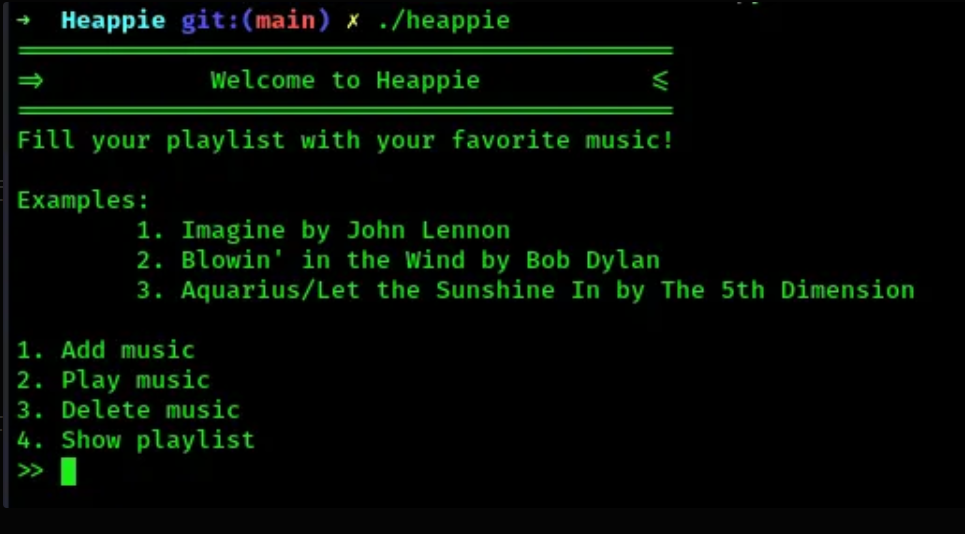 → Heappie git:(main) ✗ ./heappie
===========================================
=> Welcome to Heappie <=
===========================================
Fill your playlist with your favorite music!
Examples:
1. Imagine by John Lennon
2. Blowin' in the Wind by Bob Dylan
3. Aquarius/Let the Sunshine In by The 5th Dimension
1. Add music
2. Play music
3. Delete music
4. Show playlist
>>